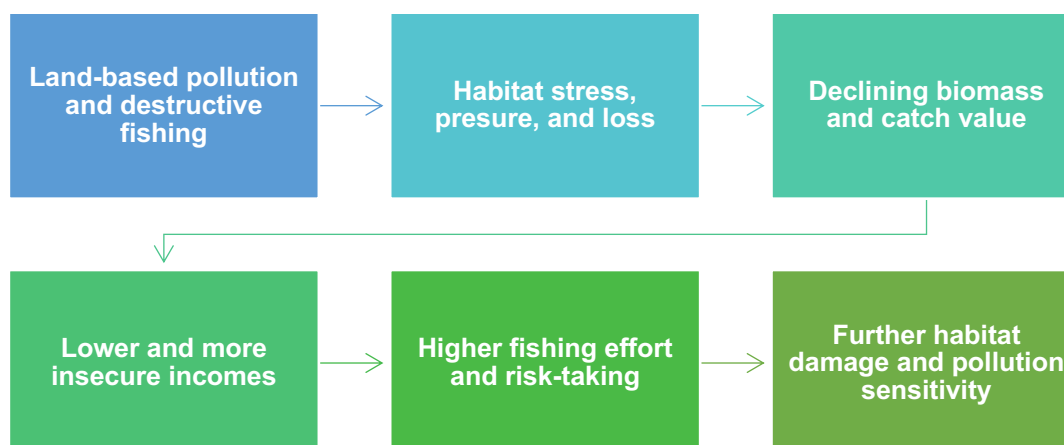 Land-based pollution
and destructive
fishing
Habitat stress,
presure, and loss
Declining biomass
and catch value
Lower and more
insecure incomes
Higher fishing effort
and risk-taking
Further habitat
damage and pollution
sensitivity